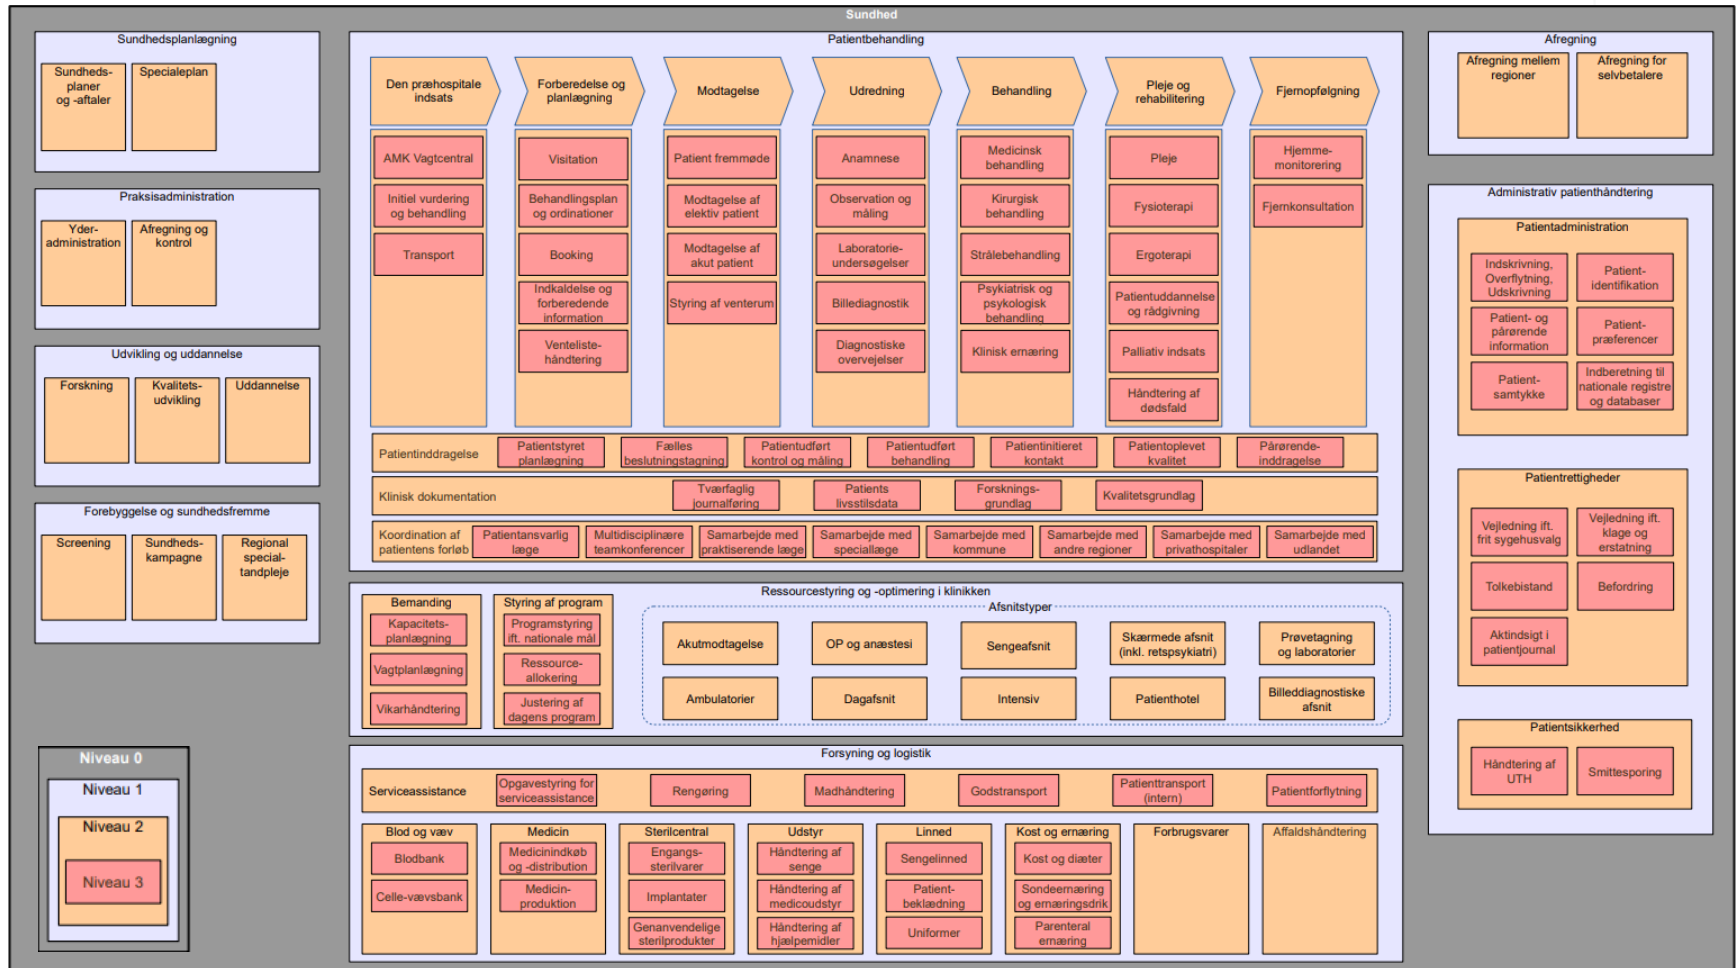 Sundhed
Sundhedsplanlægning
Sundheds-
planer
og -aftaler
Specialeplan
Praksisadministration
Yder-
administration
Afregning og
kontrol
Udvikling og uddannelse
Forskning
Kvalitets-
udvikling
Uddannelse
Forebyggelse og sundhedsfremme
Screening
Sundheds-
kampagne
Regional
special-
tandpleje
Niveau 0
Niveau 1
Niveau 2
Niveau 3
Patientbehandling
Den præhospitale
indsats
AMK Vagtcentral
Initiel vurdering
og behandling
Transport
Forberedelse og
planlægning
Visitation
Behandlingsplan
og ordinationer
Booking
Indkaldelse og
forberedende
information
Venteliste-
håndtering
Modtagelse
Patient fremmøde
Modtagelse af
elektiv patient
Modtagelse af
akut patient
Styring af venterum
Udredning
Anamnese
Observation og
måling
Laboratorie-
undersøgelser
Billediagnostik
Diagnostiske
overvejelser
Behandling
Medicinsk
behandling
Kirurgisk
behandling
Strålebehandling
Psykiatrisk og
psykologisk
behandling
Klinisk ernæring
Pleje og
rehabilitering
Pleje
Fysioterapi
Ergoterapi
Patientuddannelse
og rådgivning
Palliativ indsats
Håndtering af
dødsfald
Fjernopfølgning
Hjemme-
monitorering
Fjernkonsultation
Patientinddragelse
Patientstyret
planlægning
Fælles
beslutningstagning
Patientudført
kontrol og måling
Patientudført
behandling
Patientinitieret
kontakt
Patientoplevet
kvalitet
Pårørende-
inddragelse
Klinisk dokumentation
Tværfaglig
journalføring
Patients
livsstilsdata
Forsknings-
grundlag
Kvalitetsgrundlag
Koordination af
patientens forløb
Patientansvarlig
læge
Multidisciplinære
teamkonferencer
Samarbejde med
praktiserende læge
Samarbejde med
speciallæge
Samarbejde med
kommune
Samarbejde med
andre regioner
Samarbejde med
privathospitaler
Samarbejde med
udlandet
Ressourcestyring og -optimering i klinikken
Bemanding
Kapacitets-
planlægning
Vagtplanlægning
Vikarhåndtering
Styring af program
Programstyring
ift. nationale mål
Ressource-
allokering
Justering af
dagens program
Afsnitstyper
Akutmodtagelse
OP og anæstesi
Sengeafsnit
Skærmede afsnit
(inkl. retspsykiatri)
Prøvetagning
og laboratorier
Ambulatorier
Dagafsnit
Intensiv
Patienthotel
Billeddiagnostiske
afsnit
Forsyning og logistik
Serviceassistance
Opgavestyring for
serviceassistance
Rengøring
Madhåndtering
Godstransport
Patienttransport
(intern)
Patientforflytning
Blod og væv
Blodbank
Celle-vævsbank
Medicin
Medicinindkøb
og -distribution
Medicin-
produktion
Sterilcentral
Engangs-
sterilvarer
Implantater
Genanvendelige
sterilprodukter
Udstyr
Håndtering af
senge
Håndtering af
medicoudstyr
Håndtering af
hjælpemidler
Linned
Sengelinned
Patient-
beklædning
Uniformer
Kost og ernæring
Kost og diæter
Sondeernæring
og ernæringsdrik
Parenteral
ernæring
Forbrugsvarer
Affaldshåndtering
Afregning
Afregning mellem
regioner
Afregning for
selvbetalere
Administrativ patienthåndtering
Patientadministration
Indskrivning,
Overflytning,
Udskrivning
Patient-
identifikation
Patient- og
pårørende
information
Patient-
præferencer
Patient-
samtykke
Indberetning til
nationale registre
og databaser
Patientrettigheder
Vejledning ift.
frit sygehusvalg
Vejledning ift.
klage og
erstatning
Tolkebistand
Befordring
Aktindsigt i
patientjournal
Patientsikkerhed
Håndtering af
UTH
Smittesporing